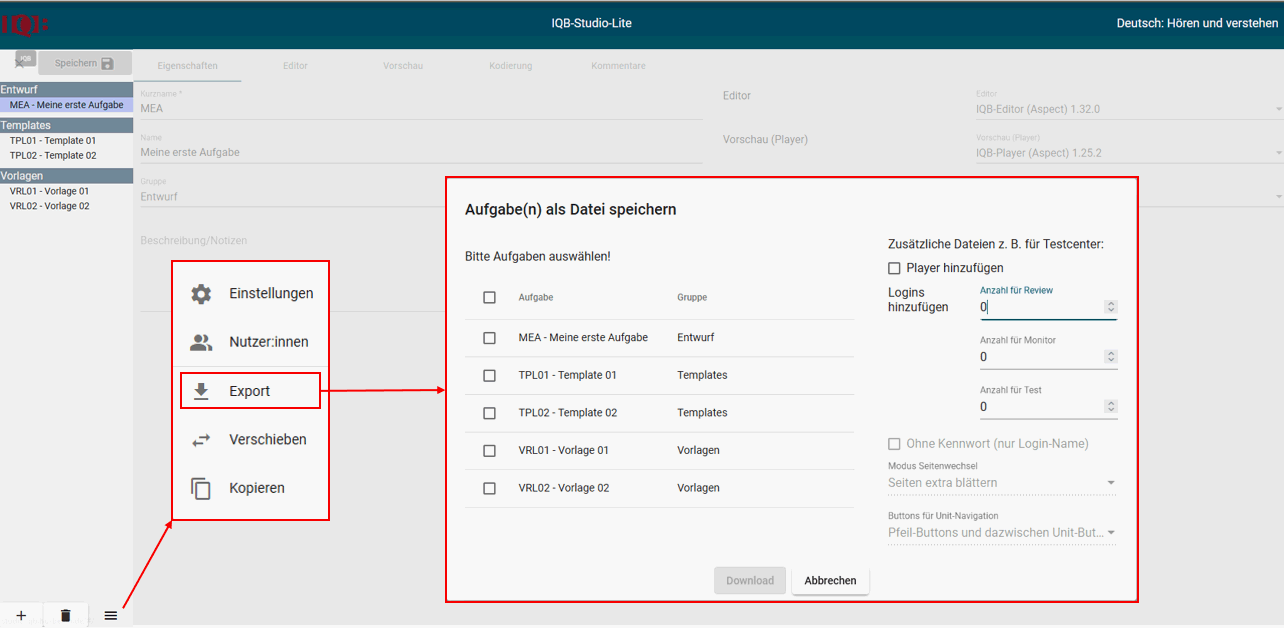 IQB-Studio-Lite
Deutsch: Hören und verstehen
Speichern
Eigenschaften
Editor
Vorschau
Kodierung
Kommentare
Entwurf
MEA - Meine erste Aufgabe
Templates
TPL01 - Template 01
TPL02 - Template 02
Vorlagen
VRL01 - Vorlage 01
VRL02 - Vorlage 02
Kurzname *
MEA
Name
Meine erste Aufgabe
Gruppe
Entwurf
Beschreibung/Notizen
Editor
Editor
IQB-Editor (Aspect) 1.32.0
Vorschau (Player)
Vorschau (Player)
IQB-Player (Aspect) 1.25.2
Einstellungen
Nutzer:innen
Export
Verschieben
Kopieren
Aufgabe(n) als Datei speichern
Bitte Aufgaben auswählen!
Aufgabe Gruppe
MEA - Meine erste Aufgabe Entwurf
TPL01 - Template 01 Templates
TPL02 - Template 02 Templates
VRL01 - Vorlage 01 Vorlagen
VRL02 - Vorlage 02 Vorlagen
Zusätzliche Dateien z. B. für Testcenter:
Player hinzufügen
Logins
hinzufügen
Anzahl für Review
0
Anzahl für Monitor
0
Anzahl für Test
0
Ohne Kennwort (nur Login-Name)
Modus Seitenwechsel
Seiten extra blättern
Buttons für Unit-Navigation
Pfeil-Buttons und dazwischen Unit-But...
Download
Abbrechen